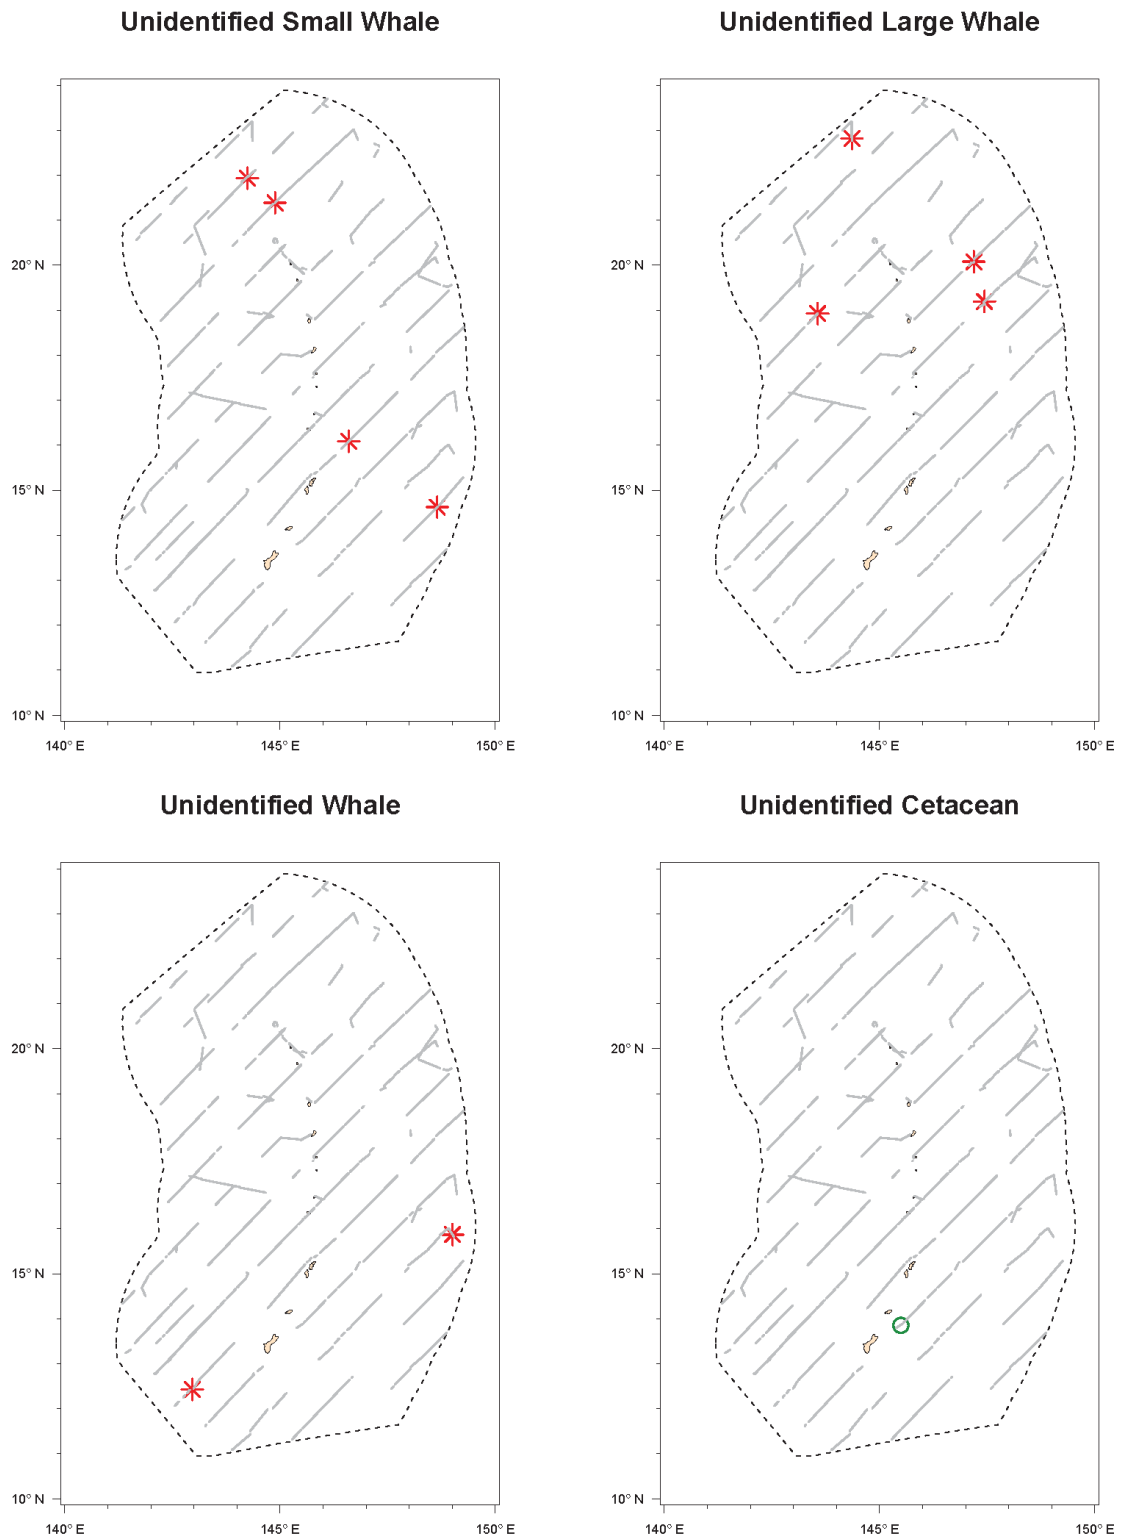 Unidentified Small Whale
Unidentified Large Whale
20° N
15° N
10° N
140° E
145° E
150° E
20° N
15° N
10° N
140° E
145° E
150° E
Unidentified Whale
Unidentified Cetacean
20° N
15° N
10° N
140° E
145° E
150° E
20° N
15° N
10° N
140° E
145° E
150° E